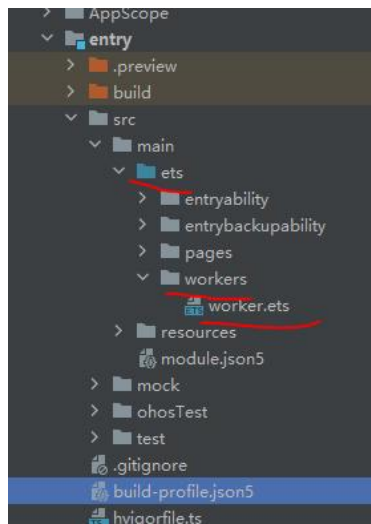 AppScope
entry
.preview
build
src
main
ets
entryability
entrybackupability
pages
workers
worker.ets
resources
module.json5
mock
ohosTest
test
.gitignore
build-profile.json5
hvigorfile.ts